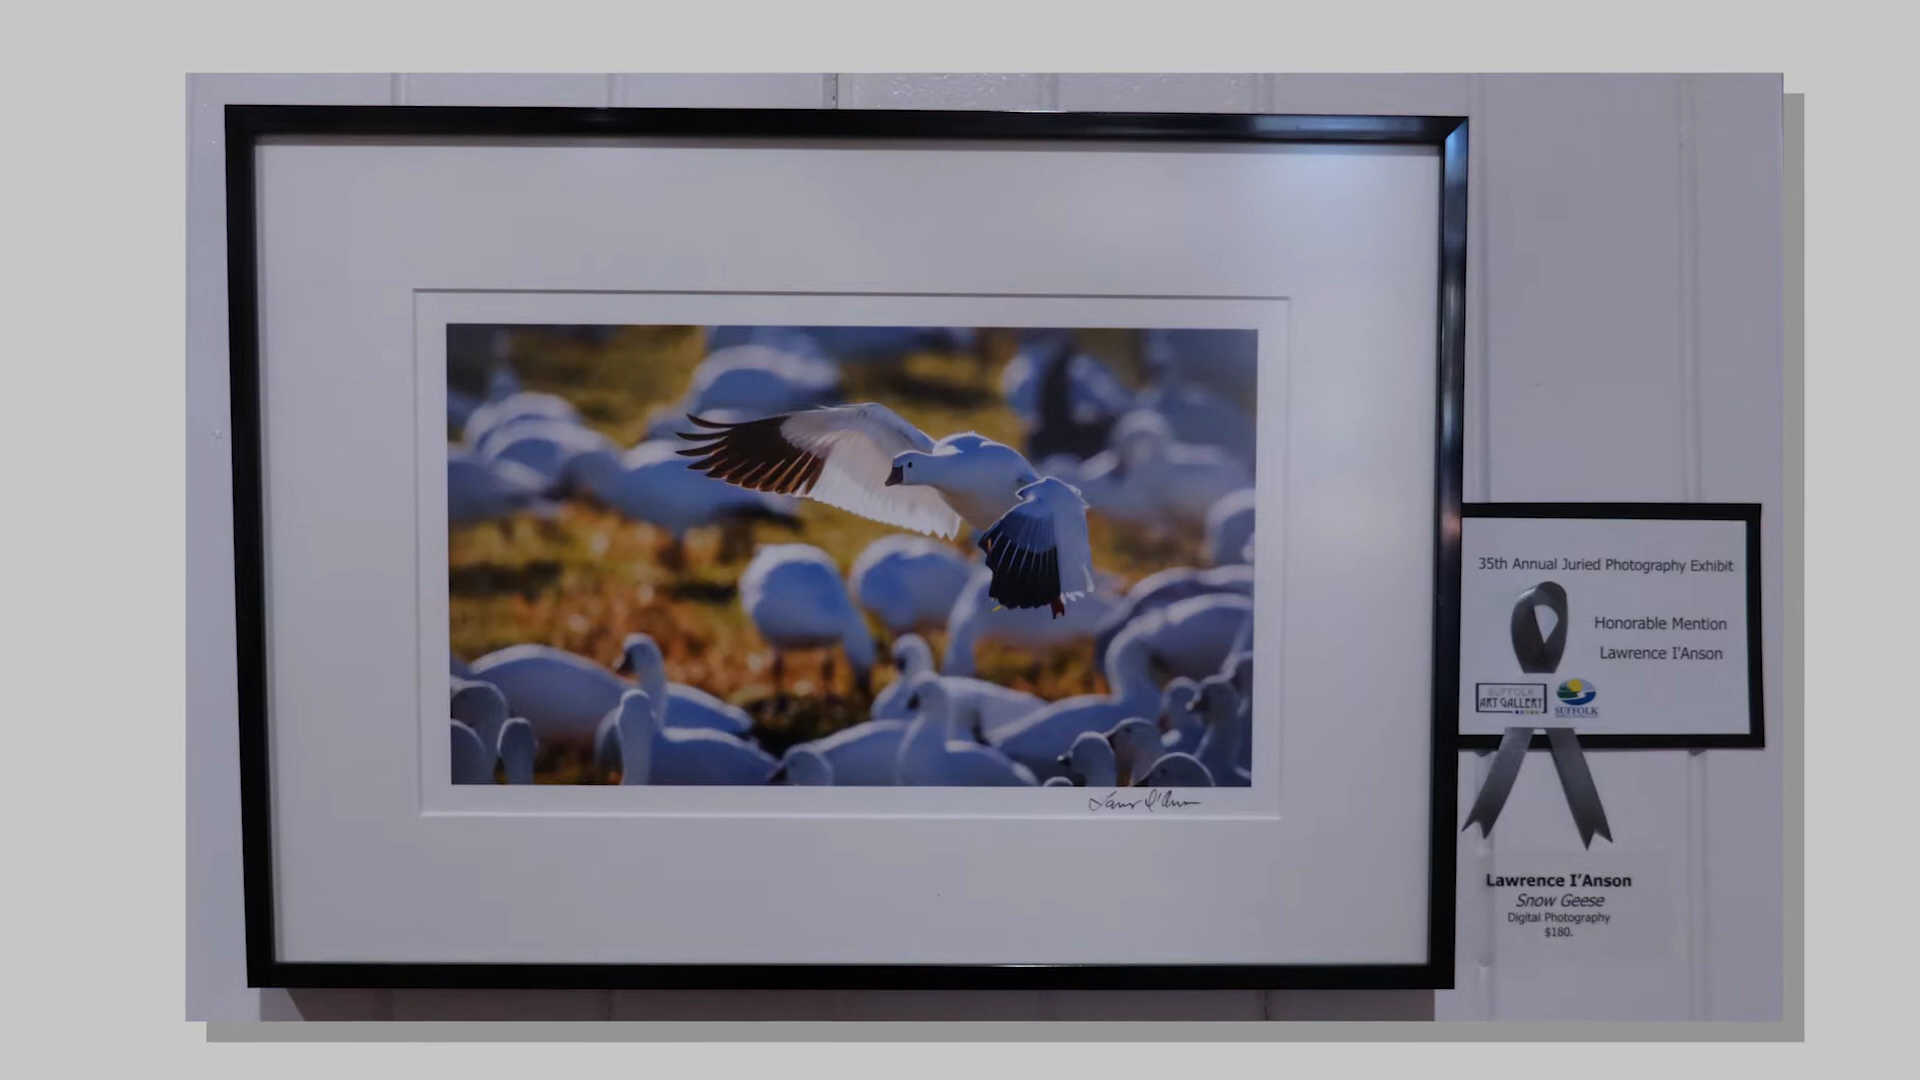 35th Annual Juried Photography Exhibit
Honorable Mention
Lawrence I'Anson
SUFFOLK
ART GALLERY
SUFFOLK
Lawrence I’Anson
Snow Geese
Digital Photography
$180.